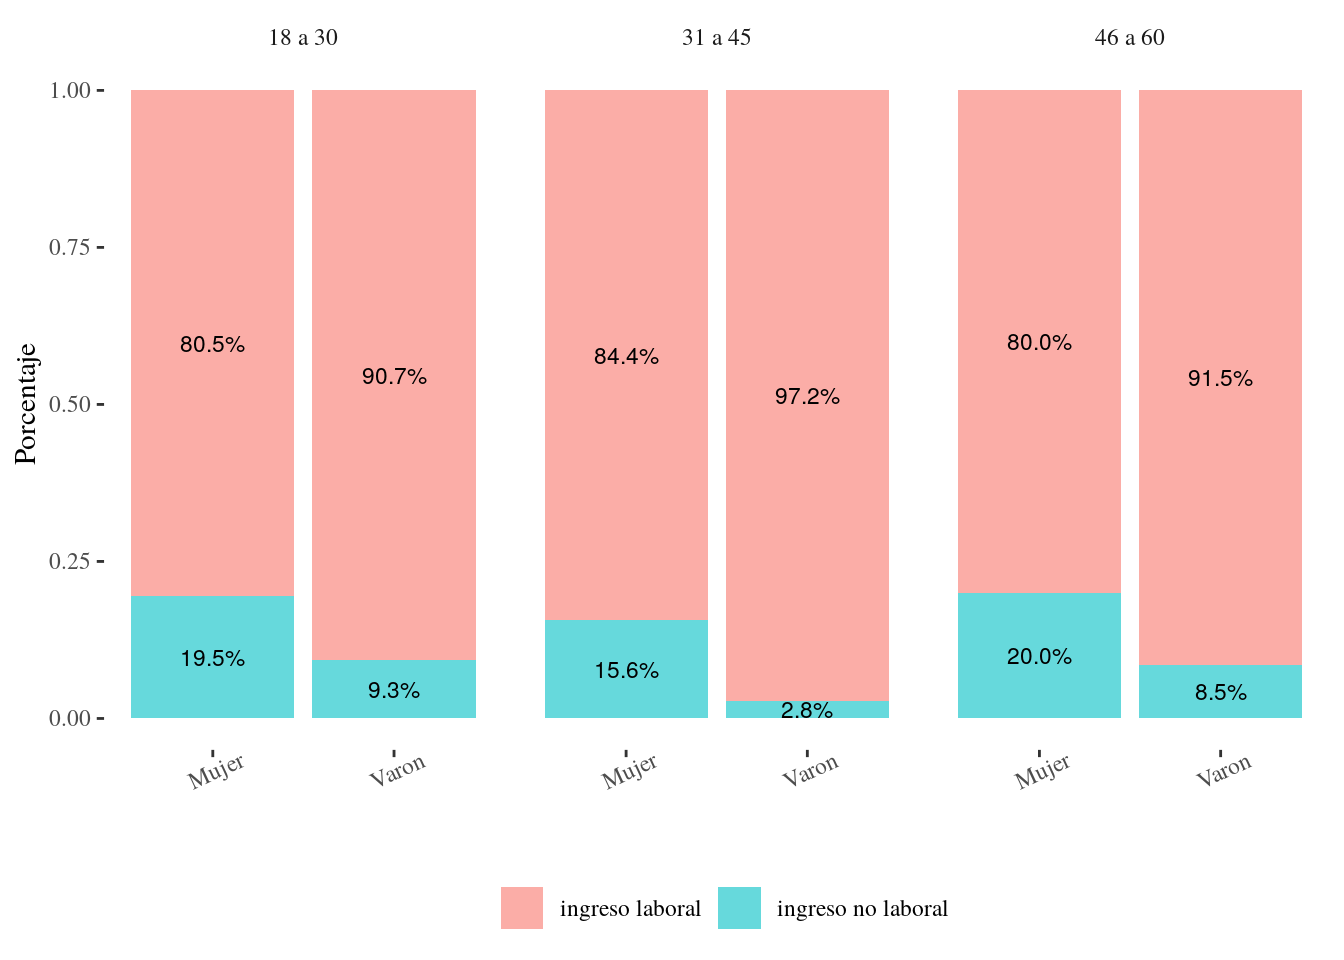 18 a 30 31 a 45 46 a 60
1.00
0.75
0.50
0.25
0.00
Porcentaje
80.5% 90.7% 84.4% 97.2% 80.0% 91.5%
19.5% 9.3% 15.6% 2.8% 20.0% 8.5%
Mujer Varon Mujer Varon Mujer Varon
ingreso laboral ingreso no laboral